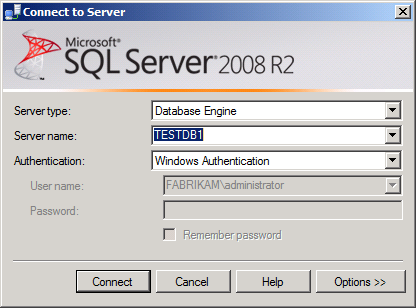 Connect to Server
Microsoft®
SQL Server® 2008 R2
Server type: Database Engine
Server name: TESTDB1
Authentication: Windows Authentication
User name: FABRIKAM\administrator
Password:
Remember password
Connect Cancel Help Options >>